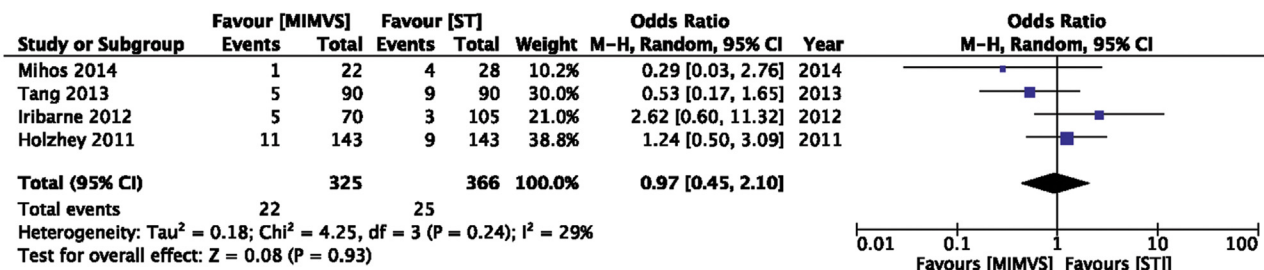 Favour [MIMVS] Favour [ST] Odds Ratio Odds Ratio
Study or Subgroup Events Total Events Total Weight M-H, Random, 95% CI Year M-H, Random, 95% CI
Mihos 2014 1 22 4 28 10.2% 0.29 [0.03, 2.76] 2014
Tang 2013 5 90 9 90 30.0% 0.53 [0.17, 1.65] 2013
Iribarne 2012 5 70 3 105 21.0% 2.62 [0.60, 11.32] 2012
Holzhey 2011 11 143 9 143 38.8% 1.24 [0.50, 3.09] 2011
Total (95% CI) 325 366 100.0% 0.97 [0.45, 2.10]
Total events 22 25
Heterogeneity: Tau² = 0.18; Chi² = 4.25, df = 3 (P = 0.24); I² = 29%
Test for overall effect: Z = 0.08 (P = 0.93)
0.01 0.1 1 10 100
Favours [MIMVS] Favours [ST]